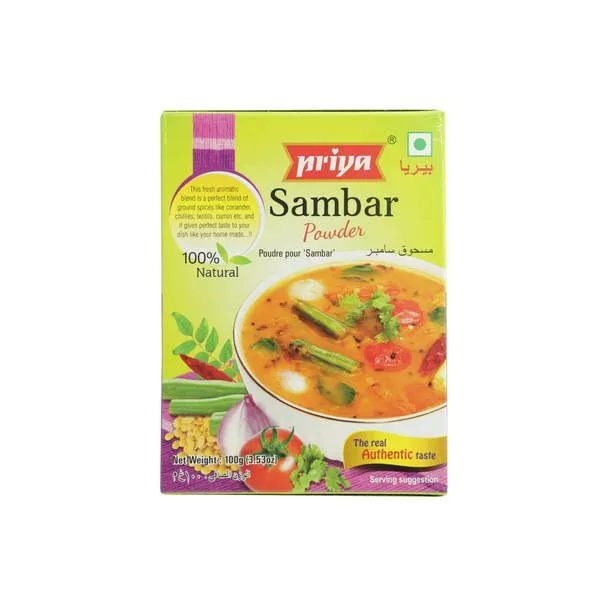 priya
®
بيريا
This fresh aromatic
blend is a perfect blend of
ground spices like coriander,
chillies, lentils, cumin etc. and
it gives perfect taste to your
dish like your home made...!!
Sambar
Powder
Poudre pour 'Sambar'
مسحوق سامبر
100%
Natural
The real
Authentic taste
Net Weight : 100g (3.53oz)
الوزن الصافي
Serving suggestion